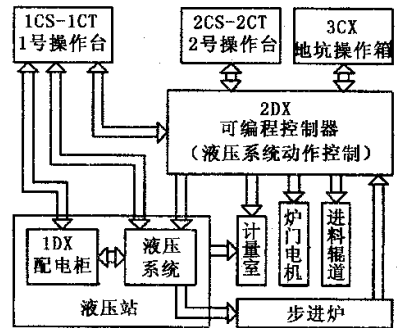 1CS-1CT
1号操作台
2CS-2CT
2号操作台
3CX
地坑操作箱
2DX
可编程控制器
（液压系统动作控制）
1DX
配电柜
液压
系统
液压站
计量室
炉门电机
进料辊道
步进炉